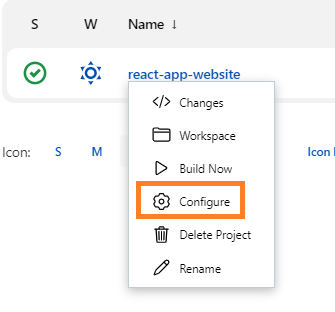 S W Name ↓
react-app-website
Changes
Workspace
Build Now
Configure
Delete Project
Rename
Icon: S M
Icon